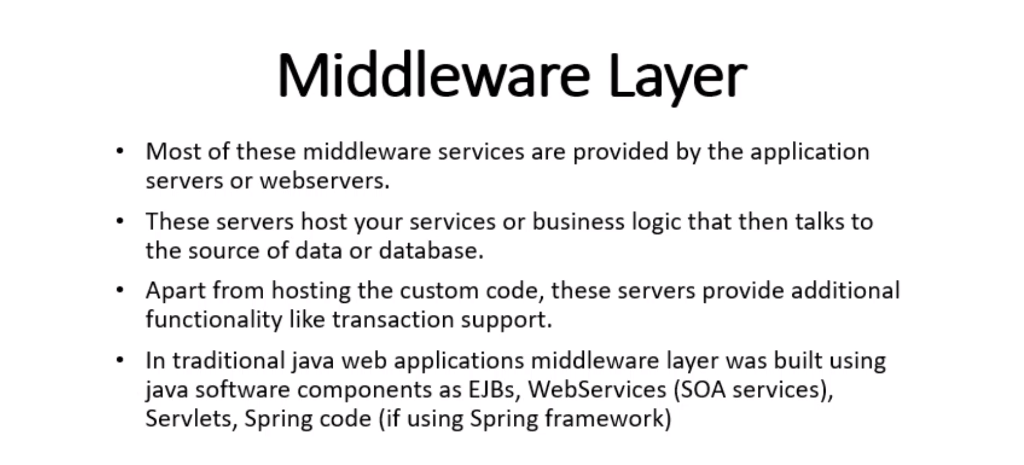 Middleware Layer
• Most of these middleware services are provided by the application
servers or webservers.
• These servers host your services or business logic that then talks to
the source of data or database.
• Apart from hosting the custom code, these servers provide additional
functionality like transaction support.
• In traditional java web applications middleware layer was built using
java software components as EJBs, WebServices (SOA services),
Servlets, Spring code (if using Spring framework)